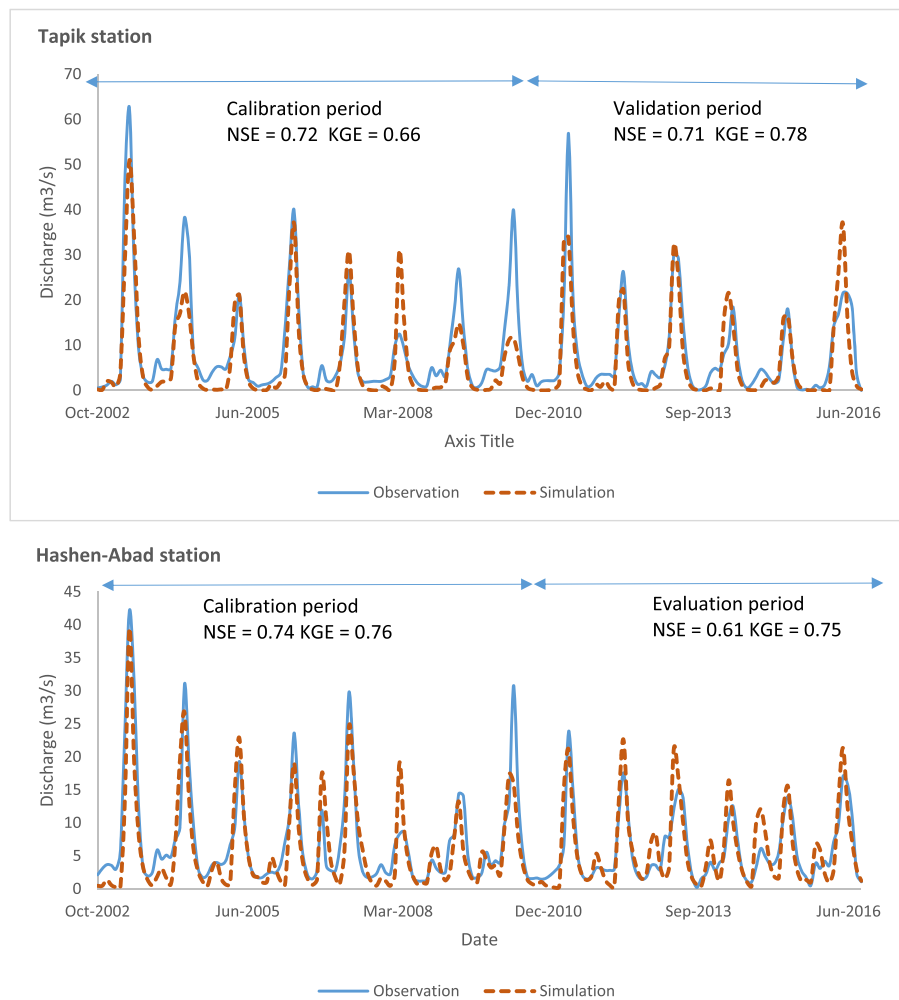 Tapik station
Calibration period
NSE = 0.72 KGE = 0.66
Validation period
NSE = 0.71 KGE = 0.78
Discharge (m3/s)
70
60
50
40
30
20
10
0
Oct-2002 Jun-2005 Mar-2008 Dec-2010 Sep-2013 Jun-2016
Axis Title
Observation Simulation
Hashen-Abad station
Calibration period
NSE = 0.74 KGE = 0.76
Evaluation period
NSE = 0.61 KGE = 0.75
Discharge (m3/s)
45
40
35
30
25
20
15
10
5
0
Oct-2002 Jun-2005 Mar-2008 Dec-2010 Sep-2013 Jun-2016
Date
Observation Simulation